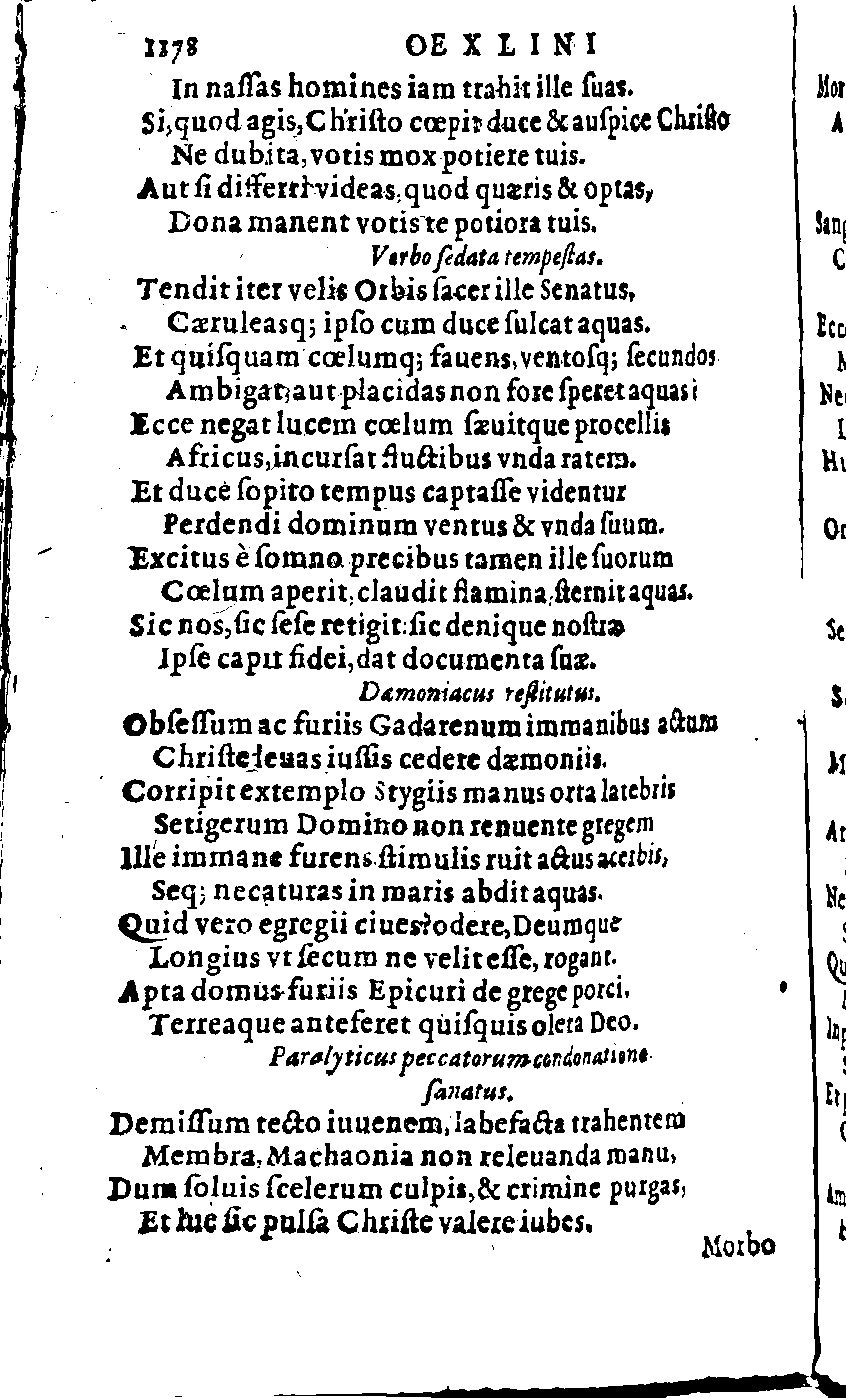 1178 OEXLINI
In naſſas homines iam trahit ille ſuas.
Si, quod agis, Chriſto cœpit duce & auſpice Chriſto
Ne dubita, votis mox potiere tuis.
Aut ſi differri videas, quod quæris & optas,
Dona manent votis te potiora tuis.
Verbo ſedata tempeſtas.
Tendit iter velis Orbis ſacer ille Senatus,
Cæruleasq; ipſo cum duce ſulcat aquas.
Et quiſquam cœlumq; fauens, ventoſq; ſecundos
Ambigat, aut placidas non fore ſperet aquas?
Ecce negat lucem cœlum ſæuitque procellis
Africus, incurſat fluctibus vnda ratem.
Et duce ſopito tempus captaſſe videntur
Perdendi dominum ventus & vnda ſuum.
Excitus è ſomno precibus tamen ille ſuorum
Cœlum aperit, claudit flamina, ſternit aquas.
Sic nos, ſic ſeſe retigit: ſic denique noſtræ
Ipſe capit fidei, dat documenta ſuæ.
Dæmoniacus reſtitutus.
Obſeſſum ac furiis Gadarenum immanibus actum
Chriſte leuas iuſſis cedere dæmoniis.
Corripit extemplo Stygiis manus orta latebris
Setigerum Domino non renuente gregem
Ille immane furens ſtimulis ruit actus acerbis,
Seq; necaturas in maris abdit aquas.
Quid vero egregii ciues? odere, Deumque
Longius vt ſecum ne velit eſſe, rogant.
Apta domus furiis Epicuri de grege porci,
Terreaque anteferet quiſquis olera Deo.
Paralyticus peccatorum condonatione
ſanatus.
Demiſſum tecto iuuenem, labefacta trahentem
Membra, Machaonia non releuanda manu,
Dum ſoluis ſcelerum culpis, & crimine purgas,
Et lue ſic pulſa Chriſte valere iubes.
Morbo